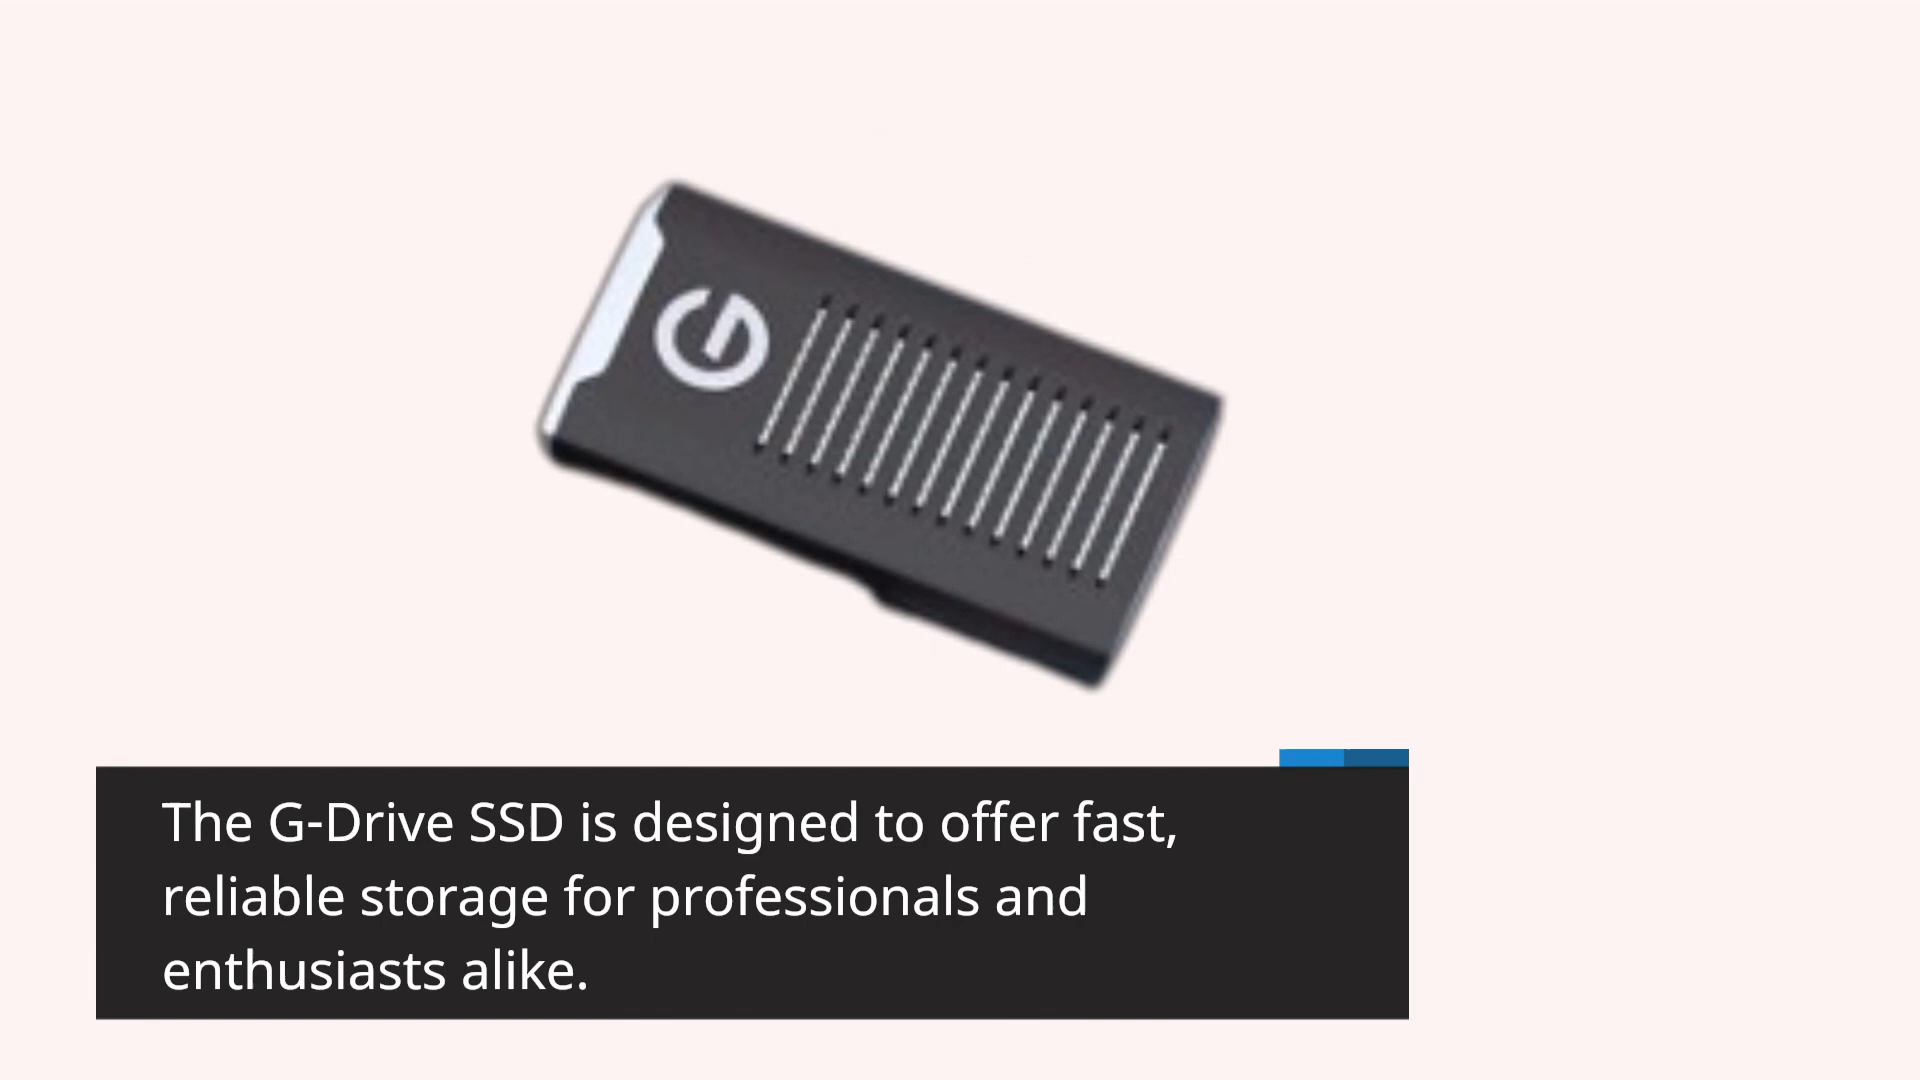 G
The G-Drive SSD is designed to offer fast,
reliable storage for professionals and
enthusiasts alike.